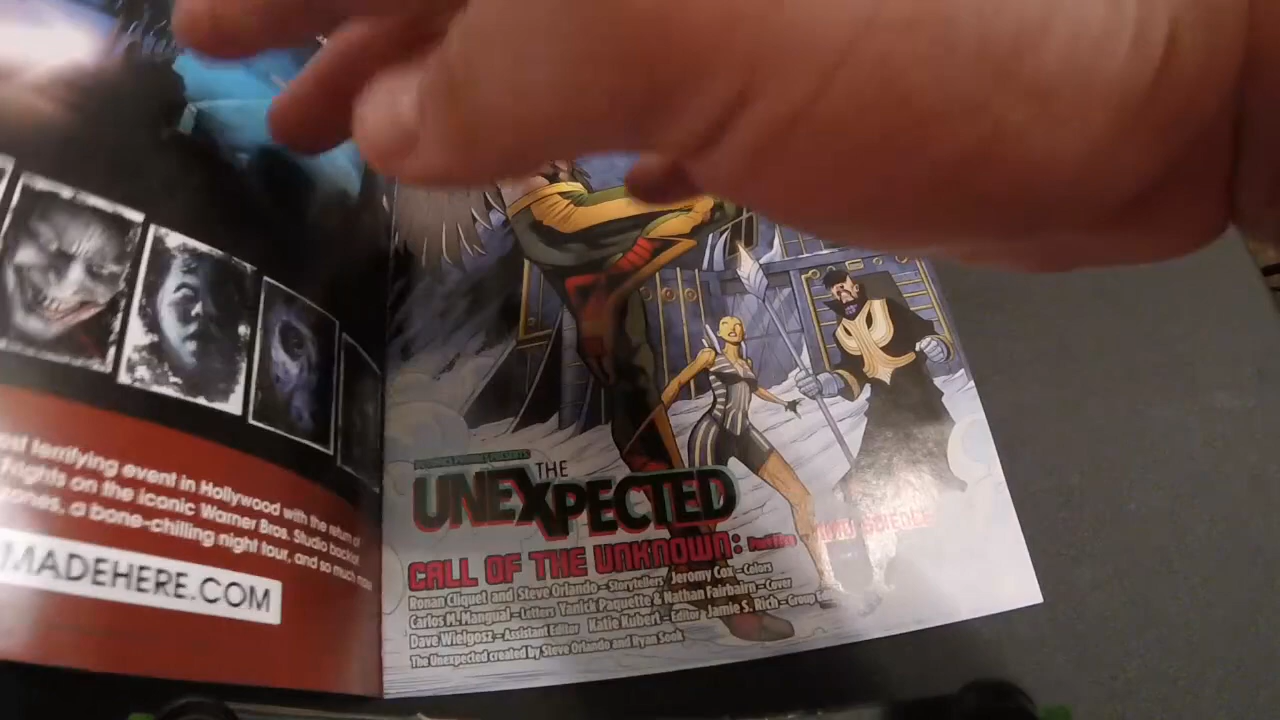 ost terrifying event in Hollywood with the return of
Frights on the iconic Warner Bros. Studio backlot
ones, a bone-chilling night tour, and so much more
MADEHERE.COM
THE
UNEXPECTED
CALL OF THE UNKNOWN:
Ronan Cliquet and Steve Orlando – Storytellers Jeromy Cox – Colors
Carlos M. Mangual – Letters Yanick Paquette & Nathan Fairbairn – Cover
Dave Wielgosz – Assistant Editor Katie Kubert – Editor Jamie S. Rich – Group
The Unexpected created by Steve Orlando and Ryan Sook